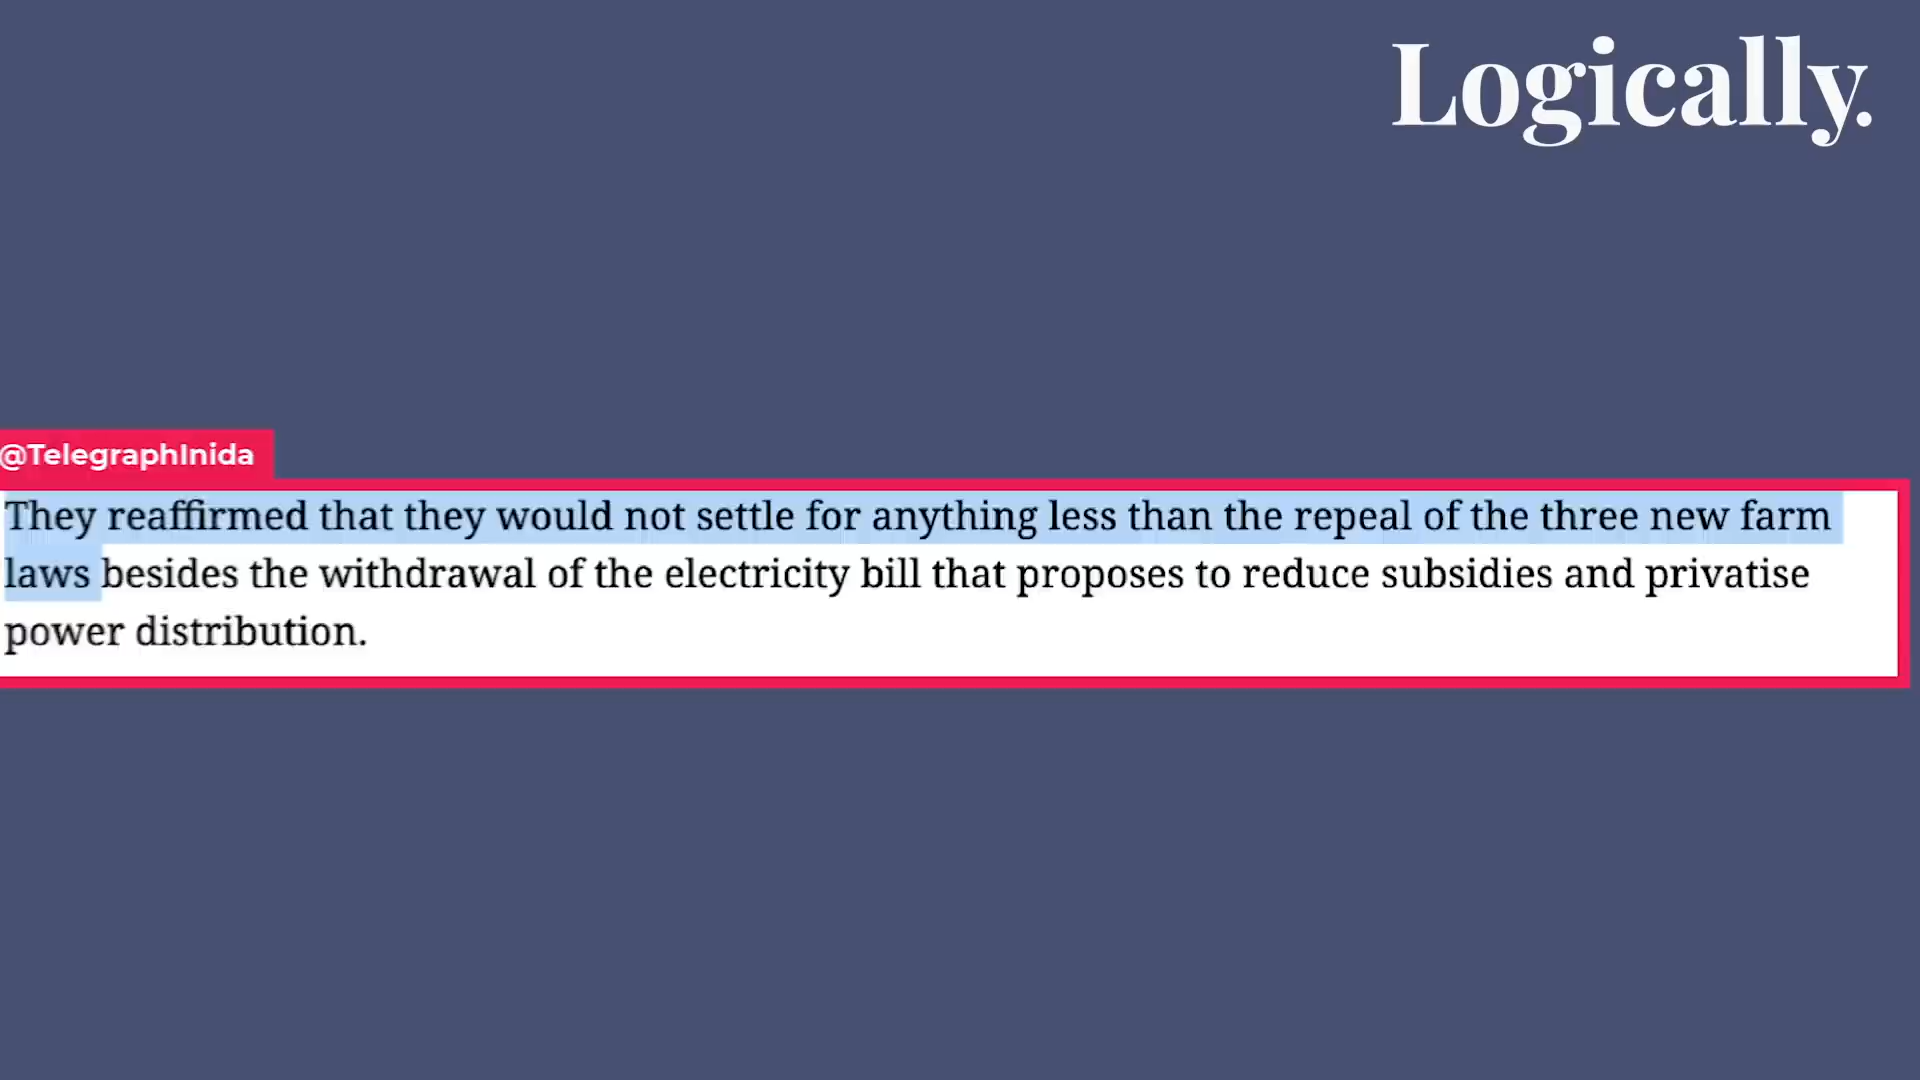 Logically.
@TelegraphInida
They reaffirmed that they would not settle for anything less than the repeal of the three new farm
laws besides the withdrawal of the electricity bill that proposes to reduce subsidies and privatise
power distribution.